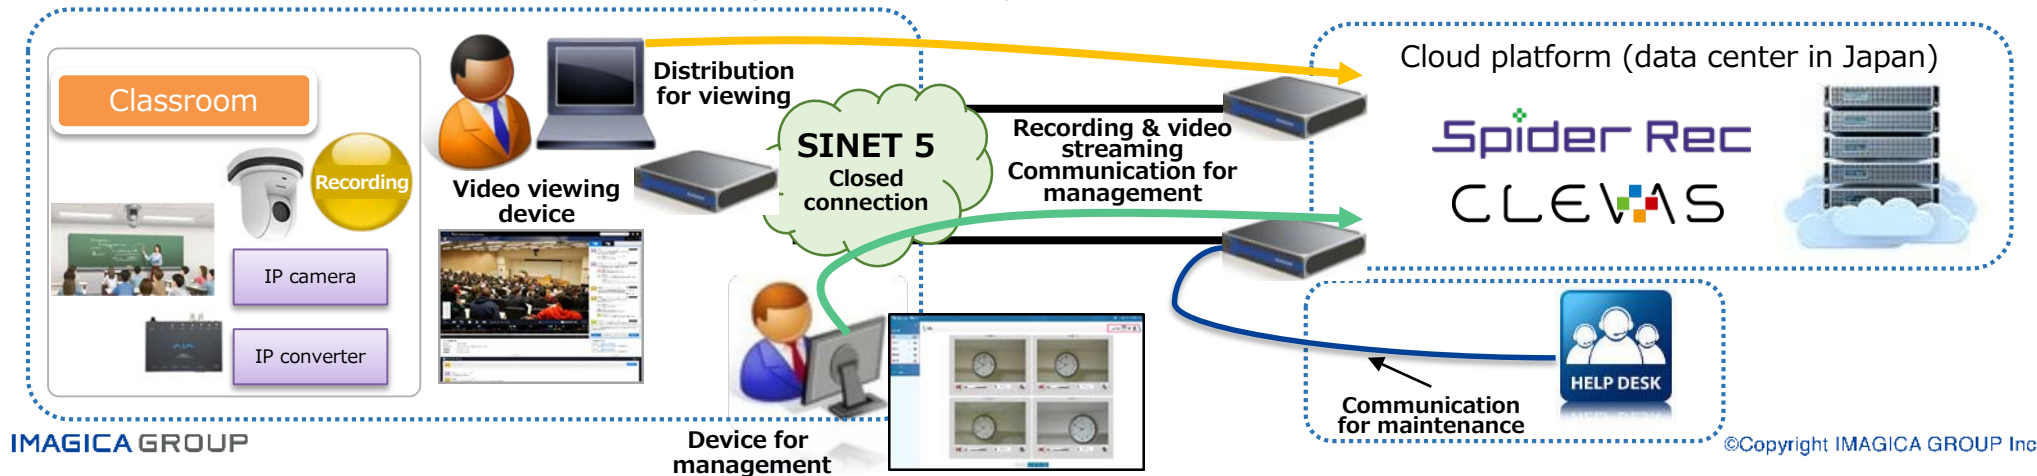 Classroom
Recording
IP camera
IP converter
Distribution
for viewing
Video viewing
device
SINET 5
Closed
connection
Recording & video
streaming
Communication for
management
Cloud platform (data center in Japan)
Spider Rec
CLEVAS
HELP DESK
Communication
for maintenance
Device for
management
IMAGICA GROUP
©Copyright IMAGICA GROUP Inc